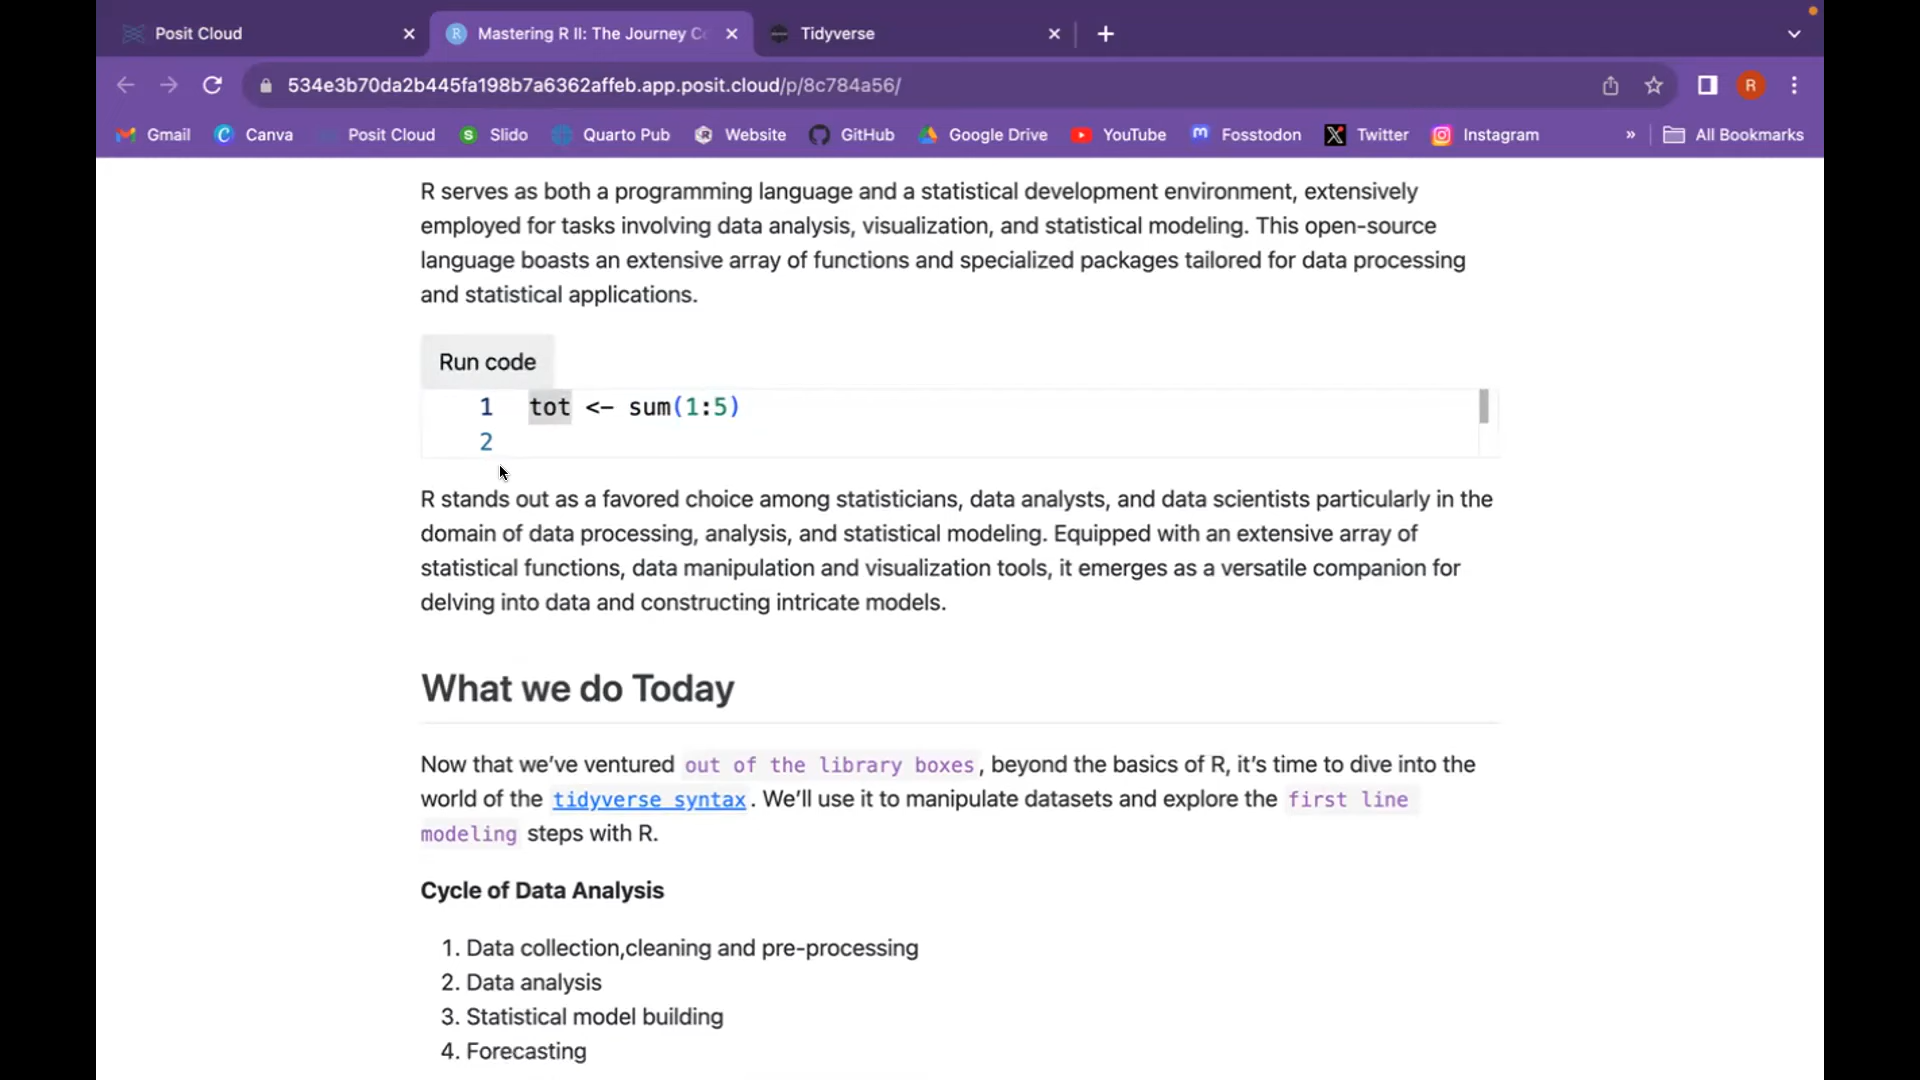 Posit Cloud
Mastering R II: The Journey C
Tidyverse
534e3b70da2b445fa198b7a6362affeb.app.posit.cloud/p/8c784a56/
R
Gmail Canva Posit Cloud Slido Quarto Pub Website GitHub Google Drive YouTube Fosstodon Twitter Instagram » All Bookmarks
R serves as both a programming language and a statistical development environment, extensively
employed for tasks involving data analysis, visualization, and statistical modeling. This open-source
language boasts an extensive array of functions and specialized packages tailored for data processing
and statistical applications.
Run code
1 tot <- sum(1:5)
2
R stands out as a favored choice among statisticians, data analysts, and data scientists particularly in the
domain of data processing, analysis, and statistical modeling. Equipped with an extensive array of
statistical functions, data manipulation and visualization tools, it emerges as a versatile companion for
delving into data and constructing intricate models.
What we do Today
Now that we’ve ventured out of the library boxes, beyond the basics of R, it’s time to dive into the
world of the tidyverse syntax. We’ll use it to manipulate datasets and explore the first line
modeling steps with R.
Cycle of Data Analysis
1. Data collection,cleaning and pre-processing
2. Data analysis
3. Statistical model building
4. Forecasting